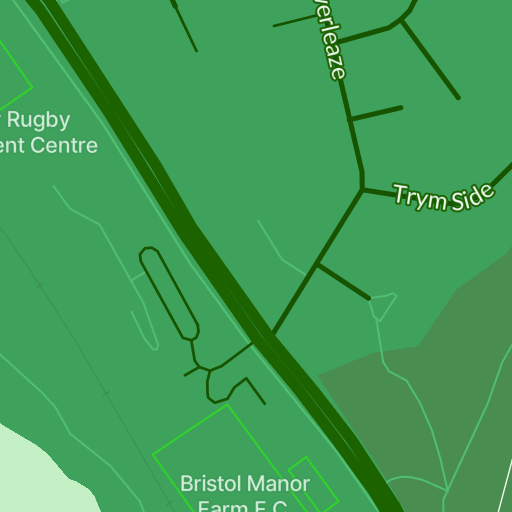 verleaze
Rugby
ent Centre
Trym Side
Bristol Manor
Farm F.C.